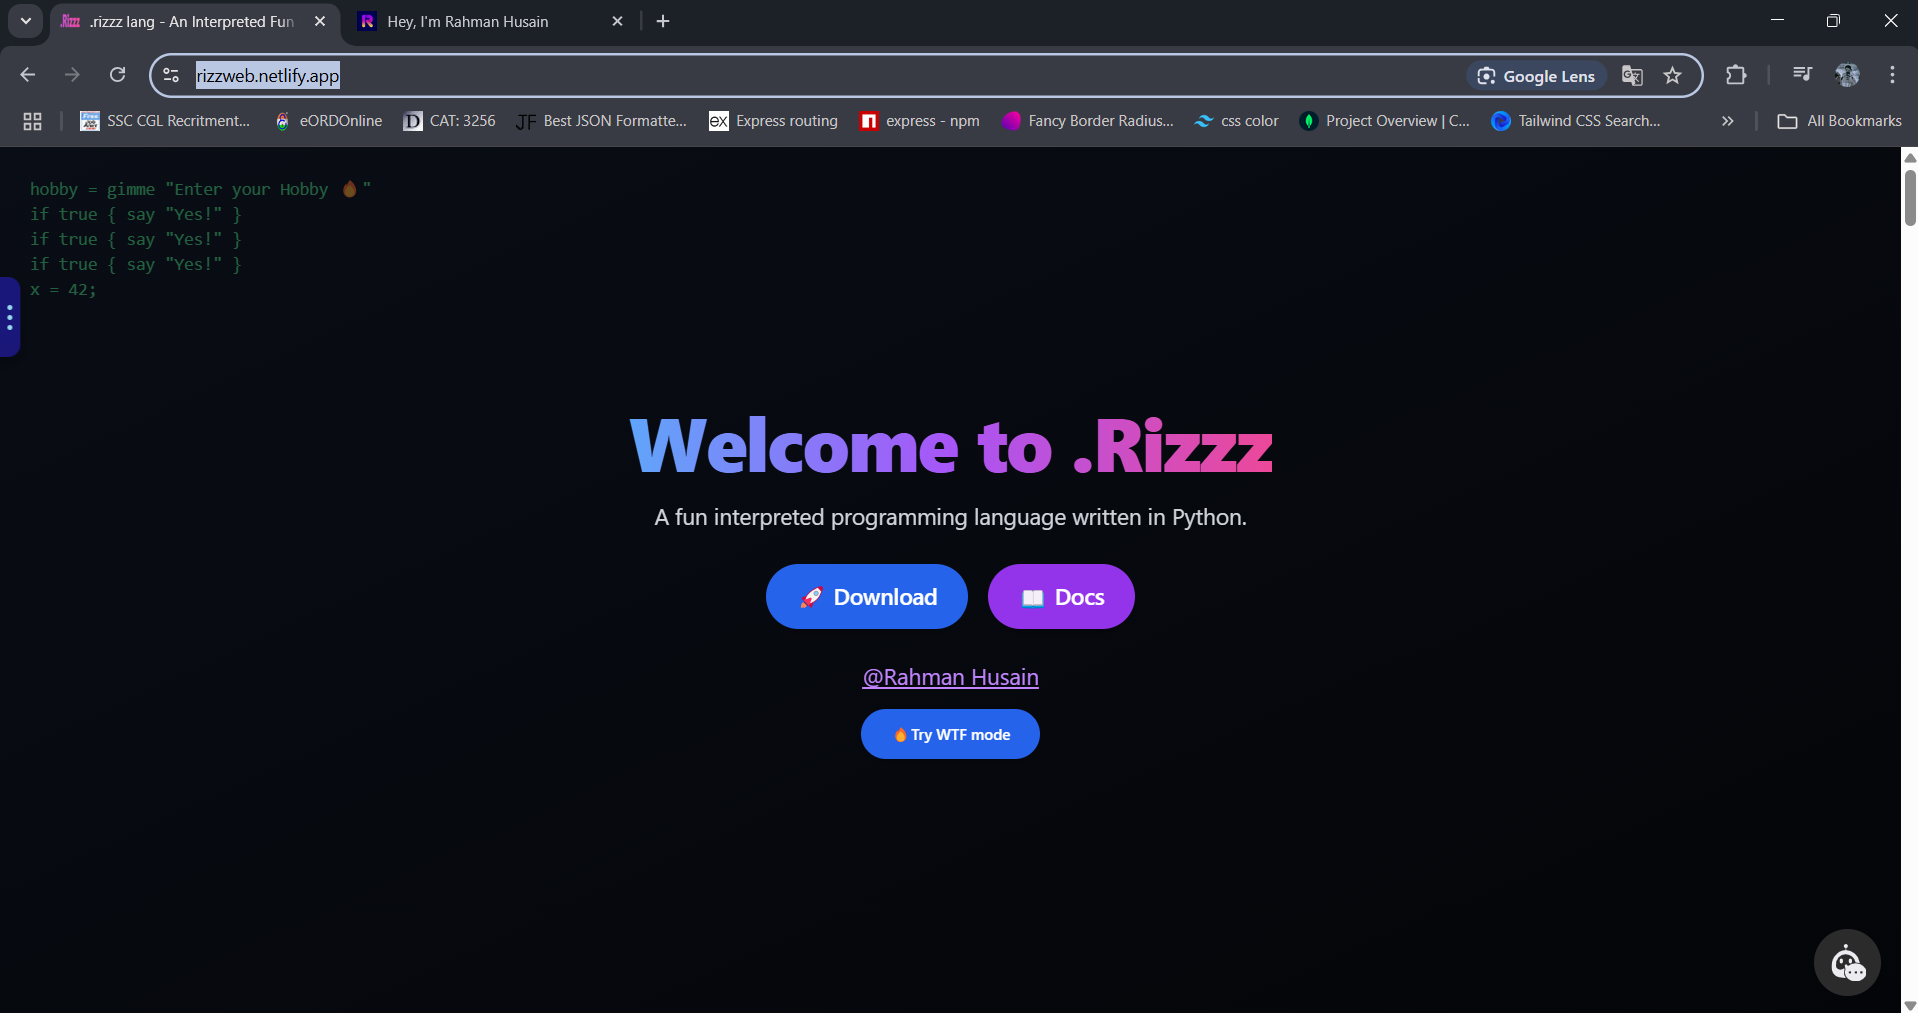 .rizzz lang - An Interpreted Fun
Hey, I'm Rahman Husain
rizzweb.netlify.app
Google Lens
SSC CGL Recritment...
eORDOnline
CAT: 3256
Best JSON Formatte...
Express routing
express - npm
Fancy Border Radius...
css color
Project Overview | C...
Tailwind CSS Search...
All Bookmarks
hobby = gimme "Enter your Hobby 🔥"
if true { say "Yes!" }
if true { say "Yes!" }
if true { say "Yes!" }
x = 42;
Welcome to .Rizzz
A fun interpreted programming language written in Python.
🚀 Download
📖 Docs
@Rahman Husain
🔥Try WTF mode